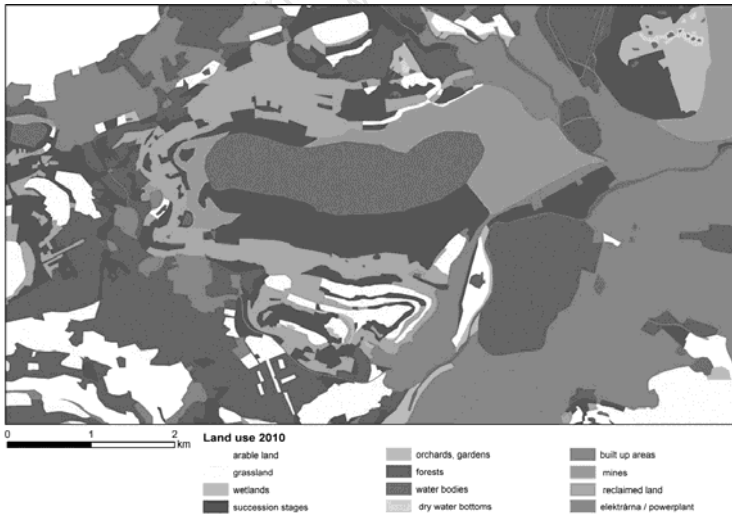 0 1 2
km
Land use 2010
arable land
grassland
wetlands
succession stages
orchards, gardens
forests
water bodies
dry water bottoms
built up areas
mines
reclaimed land
elektrárna / powerplant